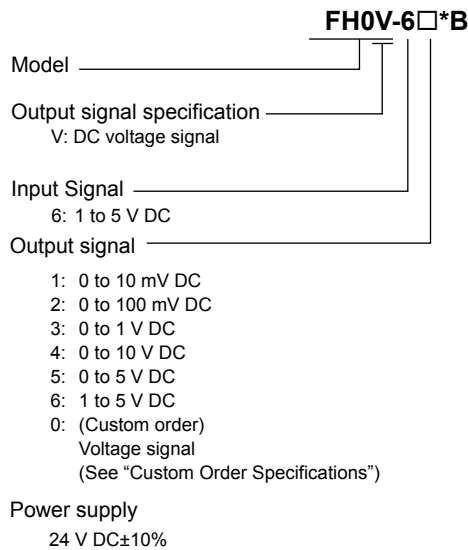 FH0V-6□*B
Model
Output signal specification
V: DC voltage signal
Input Signal
6: 1 to 5 V DC
Output signal
1: 0 to 10 mV DC
2: 0 to 100 mV DC
3: 0 to 1 V DC
4: 0 to 10 V DC
5: 0 to 5 V DC
6: 1 to 5 V DC
0: (Custom order)
Voltage signal
(See “Custom Order Specifications”)
Power supply
24 V DC±10%